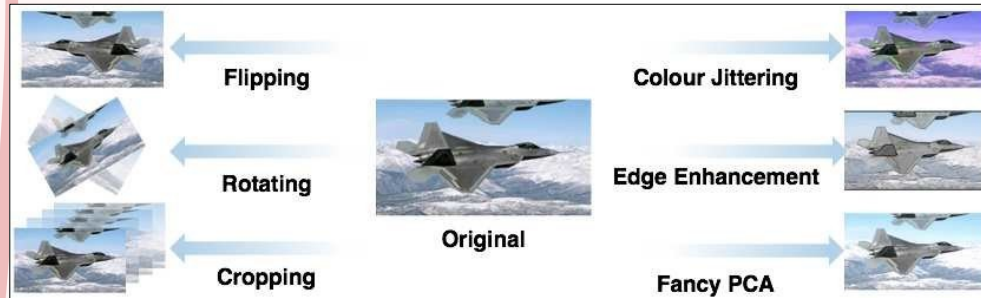 Flipping
Colour Jittering
Rotating
Edge Enhancement
Original
Cropping
Fancy PCA